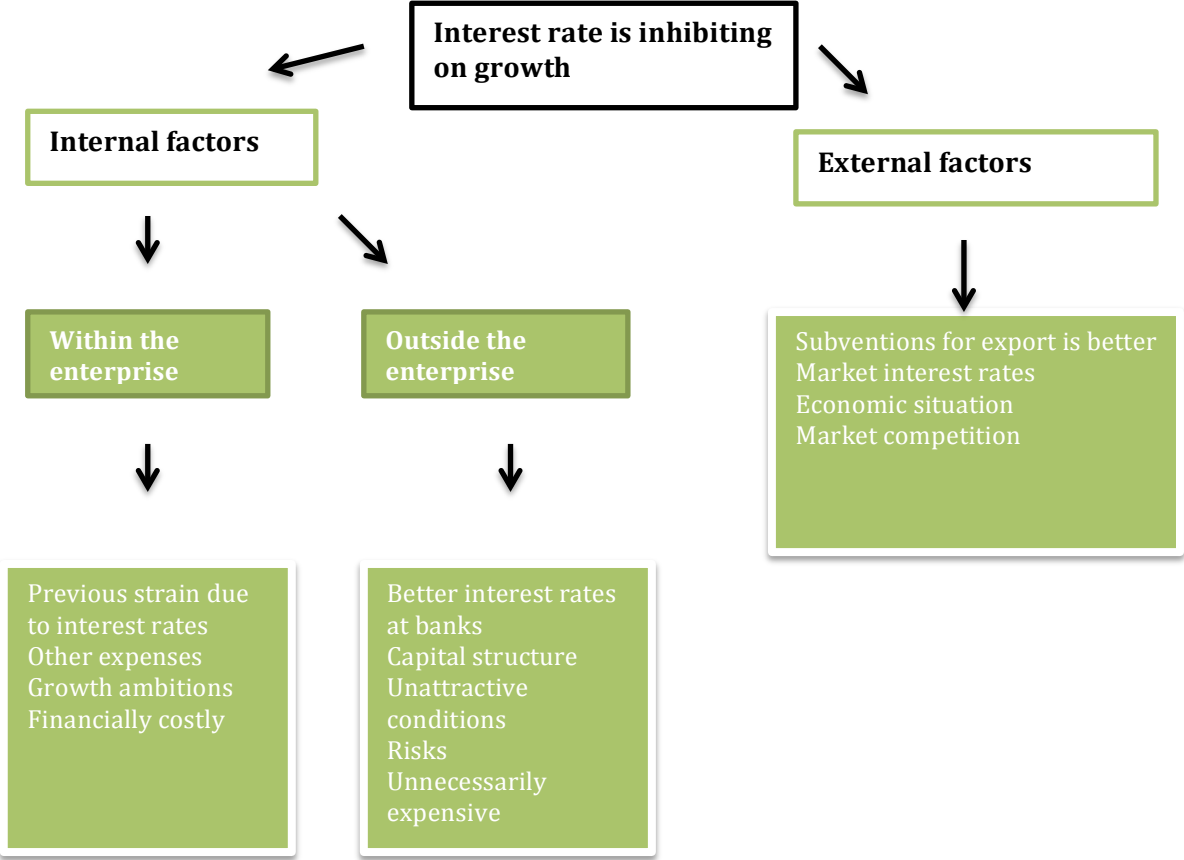 Interest rate is inhibiting
on growth
Internal factors
External factors
Within the
enterprise
Outside the
enterprise
Subventions for export is better
Market interest rates
Economic situation
Market competition
Previous strain due
to interest rates
Other expenses
Growth ambitions
Financially costly
Better interest rates
at banks
Capital structure
Unattractive
conditions
Risks
Unnecessarily
expensive